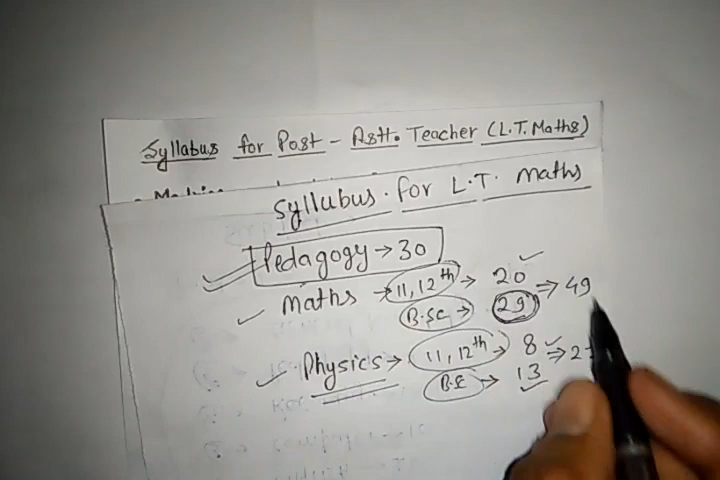 Syllabus for Post - Astt. Teacher (L.T. Maths)
Syllabus for L.T. maths
Pedagogy → 30
Maths → 11, 12th → 20
B.Sc → 29 ⇒ 49
Physics → 11, 12th → 8
B.Sc → 13